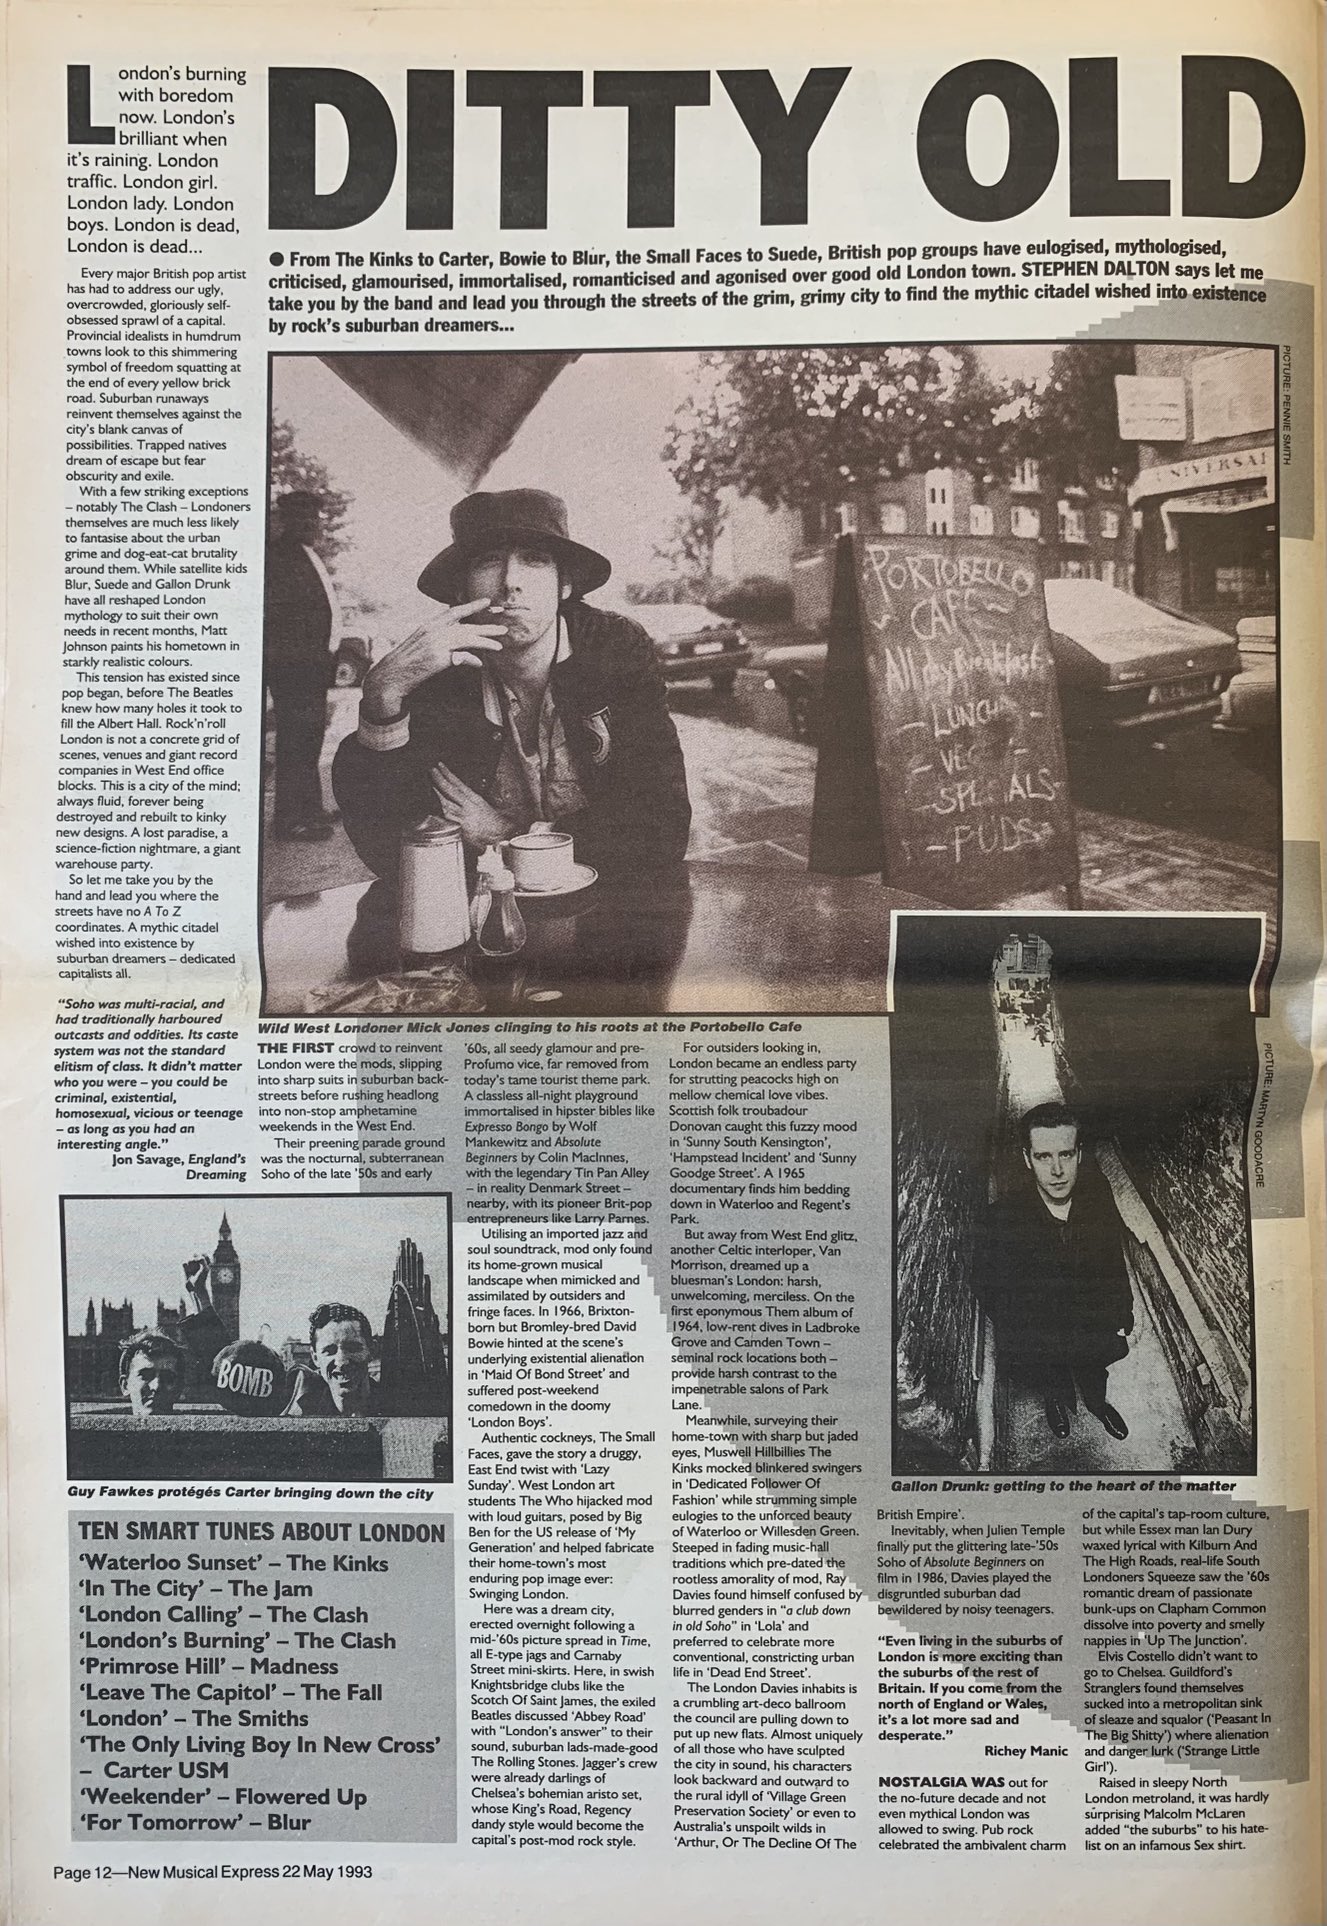 DITTY OLD
● From The Kinks to Carter, Bowie to Blur, the Small Faces to Suede, British pop groups have eulogised, mythologised,
criticised, glamourised, immortalised, romanticised and agonised over good old London town. STEPHEN DALTON says let me
take you by the band and lead you through the streets of the grim, grimy city to find the mythic citadel wished into existence
by rock's suburban dreamers...
London's burning
with boredom
now. London's
brilliant when
it's raining. London
traffic. London girl.
London lady. London
boys. London is dead,
London is dead...
Every major British pop artist
has had to address our ugly,
overcrowded, gloriously self-
obsessed sprawl of a capital.
Provincial idealists in humdrum
towns look to this shimmering
symbol of freedom squatting at
the end of every yellow brick
road. Suburban runaways
reinvent themselves against the
city's blank canvas of
possibilities. Trapped natives
dream of escape but fear
obscurity and exile.
With a few striking exceptions
– notably The Clash – Londoners
themselves are much less likely
to fantasise about the urban
grime and dog-eat-cat brutality
around them. While satellite kids
Blur, Suede and Gallon Drunk
have all reshaped London
mythology to suit their own
needs in recent months, Matt
Johnson paints his hometown in
starkly realistic colours.
This tension has existed since
pop began, before The Beatles
knew how many holes it took to
fill the Albert Hall. Rock'n'roll
London is not a concrete grid of
scenes, venues and giant record
companies in West End office
blocks. This is a city of the mind;
always fluid, forever being
destroyed and rebuilt to kinky
new designs. A lost paradise, a
science-fiction nightmare, a giant
warehouse party.
So let me take you by the
hand and lead you where the
streets have no A To Z
coordinates. A mythic citadel
wished into existence by
suburban dreamers – dedicated
capitalists all.
"Soho was multi-racial, and
had traditionally harboured
outcasts and oddities. Its caste
system was not the standard
elitism of class. It didn't matter
who you were – you could be
criminal, existential,
homosexual, vicious or teenage
– as long as you had an
interesting angle."
Jon Savage, England's
Dreaming
PICTURE: PENNIE SMITH
UNIVERSAL
PORTOBELLO
CAFE
All day Breakfast
– LUNCH –
– VEG –
– SPECIALS –
– PUDS –
Wild West Londoner Mick Jones clinging to his roots at the Portobello Cafe
THE FIRST crowd to reinvent
London were the mods, slipping
into sharp suits in suburban back-
streets before rushing headlong
into non-stop amphetamine
weekends in the West End.
Their preening parade ground
was the nocturnal, subterranean
Soho of the late '50s and early
'60s, all seedy glamour and pre-
Profumo vice, far removed from
today's tame tourist theme park.
A classless all-night playground
immortalised in hipster bibles like
Expresso Bongo by Wolf
Mankewitz and Absolute
Beginners by Colin MacInnes,
with the legendary Tin Pan Alley
– in reality Denmark Street –
nearby, with its pioneer Brit-pop
entrepreneurs like Larry Parnes.
Utilising an imported jazz and
soul soundtrack, mod only found
its home-grown musical
landscape when mimicked and
assimilated by outsiders and
fringe faces. In 1966, Brixton-
born but Bromley-bred David
Bowie hinted at the scene's
underlying existential alienation
in 'Maid Of Bond Street' and
suffered post-weekend
comedown in the doomy
'London Boys'.
Authentic cockneys, The Small
Faces, gave the story a druggy,
East End twist with 'Lazy
Sunday'. West London art
students The Who hijacked mod
with loud guitars, posed by Big
Ben for the US release of 'My
Generation' and helped fabricate
their home-town's most
enduring pop image ever:
Swinging London.
Here was a dream city,
erected overnight following a
mid-'60s picture spread in Time,
all E-type jags and Carnaby
Street mini-skirts. Here, in swish
Knightsbridge clubs like the
Scotch Of Saint James, the exiled
Beatles discussed 'Abbey Road'
with "London's answer" to their
sound, suburban lads-made-good
The Rolling Stones. Jagger's crew
were already darlings of
Chelsea's bohemian aristo set,
whose King's Road, Regency
dandy style would become the
capital's post-mod rock style.
For outsiders looking in,
London became an endless party
for strutting peacocks high on
mellow chemical love vibes.
Scottish folk troubadour
Donovan caught this fuzzy mood
in 'Sunny South Kensington',
'Hampstead Incident' and 'Sunny
Goodge Street'. A 1965
documentary finds him bedding
down in Waterloo and Regent's
Park.
But away from West End glitz,
another Celtic interloper, Van
Morrison, dreamed up a
bluesman's London: harsh,
unwelcoming, merciless. On the
first eponymous Them album of
1964, low-rent dives in Ladbroke
Grove and Camden Town –
seminal rock locations both –
provide harsh contrast to the
impenetrable salons of Park
Lane.
Meanwhile, surveying their
home-town with sharp but jaded
eyes, Muswell Hillbillies The
Kinks mocked blinkered swingers
in 'Dedicated Follower Of
Fashion' while strumming simple
eulogies to the unforced beauty
of Waterloo or Willesden Green.
Steeped in fading music-hall
traditions which pre-dated the
rootless amorality of mod, Ray
Davies found himself confused by
blurred genders in "a club down
in old Soho" in 'Lola' and
preferred to celebrate more
conventional, constricting urban
life in 'Dead End Street'.
The London Davies inhabits is
a crumbling art-deco ballroom
the council are pulling down to
put up new flats. Almost uniquely
of all those who have sculpted
the city in sound, his characters
look backward and outward to
the rural idyll of 'Village Green
Preservation Society' or even to
Australia's unspoilt wilds in
'Arthur, Or The Decline Of The
PICTURE: MARTYN GOODACRE
Gallon Drunk: getting to the heart of the matter
British Empire'.
Inevitably, when Julien Temple
finally put the glittering late-'50s
Soho of Absolute Beginners on
film in 1986, Davies played the
disgruntled suburban dad
bewildered by noisy teenagers.
"Even living in the suburbs of
London is more exciting than
the suburbs of the rest of
Britain. If you come from the
north of England or Wales,
it's a lot more sad and
desperate."
Richey Manic
NOSTALGIA WAS out for
the no-future decade and not
even mythical London was
allowed to swing. Pub rock
celebrated the ambivalent charm
of the capital's tap-room culture,
but while Essex man Ian Dury
waxed lyrical with Kilburn And
The High Roads, real-life South
Londoners Squeeze saw the '60s
romantic dream of passionate
bunk-ups on Clapham Common
dissolve into poverty and smelly
nappies in 'Up The Junction'.
Elvis Costello didn't want to
go to Chelsea. Guildford's
Stranglers found themselves
sucked into a metropolitan sink
of sleaze and squalor ('Peasant In
The Big Shitty') where alienation
and danger lurk ('Strange Little
Girl').
Raised in sleepy North
London metroland, it was hardly
surprising Malcolm McLaren
added "the suburbs" to his hate-
list on an infamous Sex shirt.
BOMB
Guy Fawkes protégés Carter bringing down the city
TEN SMART TUNES ABOUT LONDON
'Waterloo Sunset' – The Kinks
'In The City' – The Jam
'London Calling' – The Clash
'London's Burning' – The Clash
'Primrose Hill' – Madness
'Leave The Capitol' – The Fall
'London' – The Smiths
'The Only Living Boy In New Cross'
– Carter USM
'Weekender' – Flowered Up
'For Tomorrow' – Blur
Page 12—New Musical Express 22 May 1993